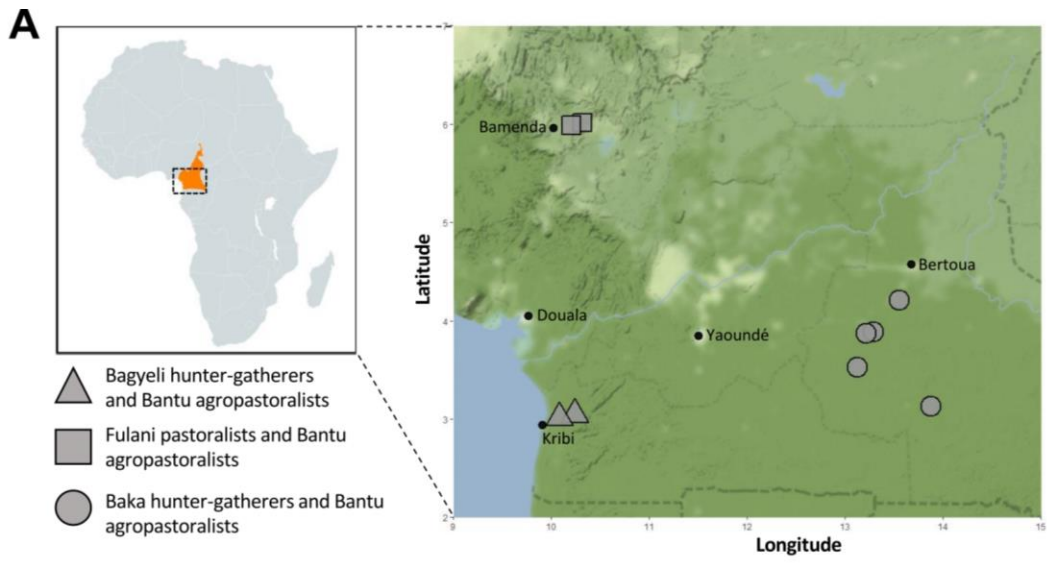 A
Bagyeli hunter-gatherers
and Bantu agropastoralists
Fulani pastoralists and Bantu
agropastoralists
Baka hunter-gatherers and Bantu
agropastoralists
Latitude
7
6
5
4
3
2
Bamenda
Bertoua
Douala
Yaoundé
Kribi
9
10
11
12
13
14
15
Longitude